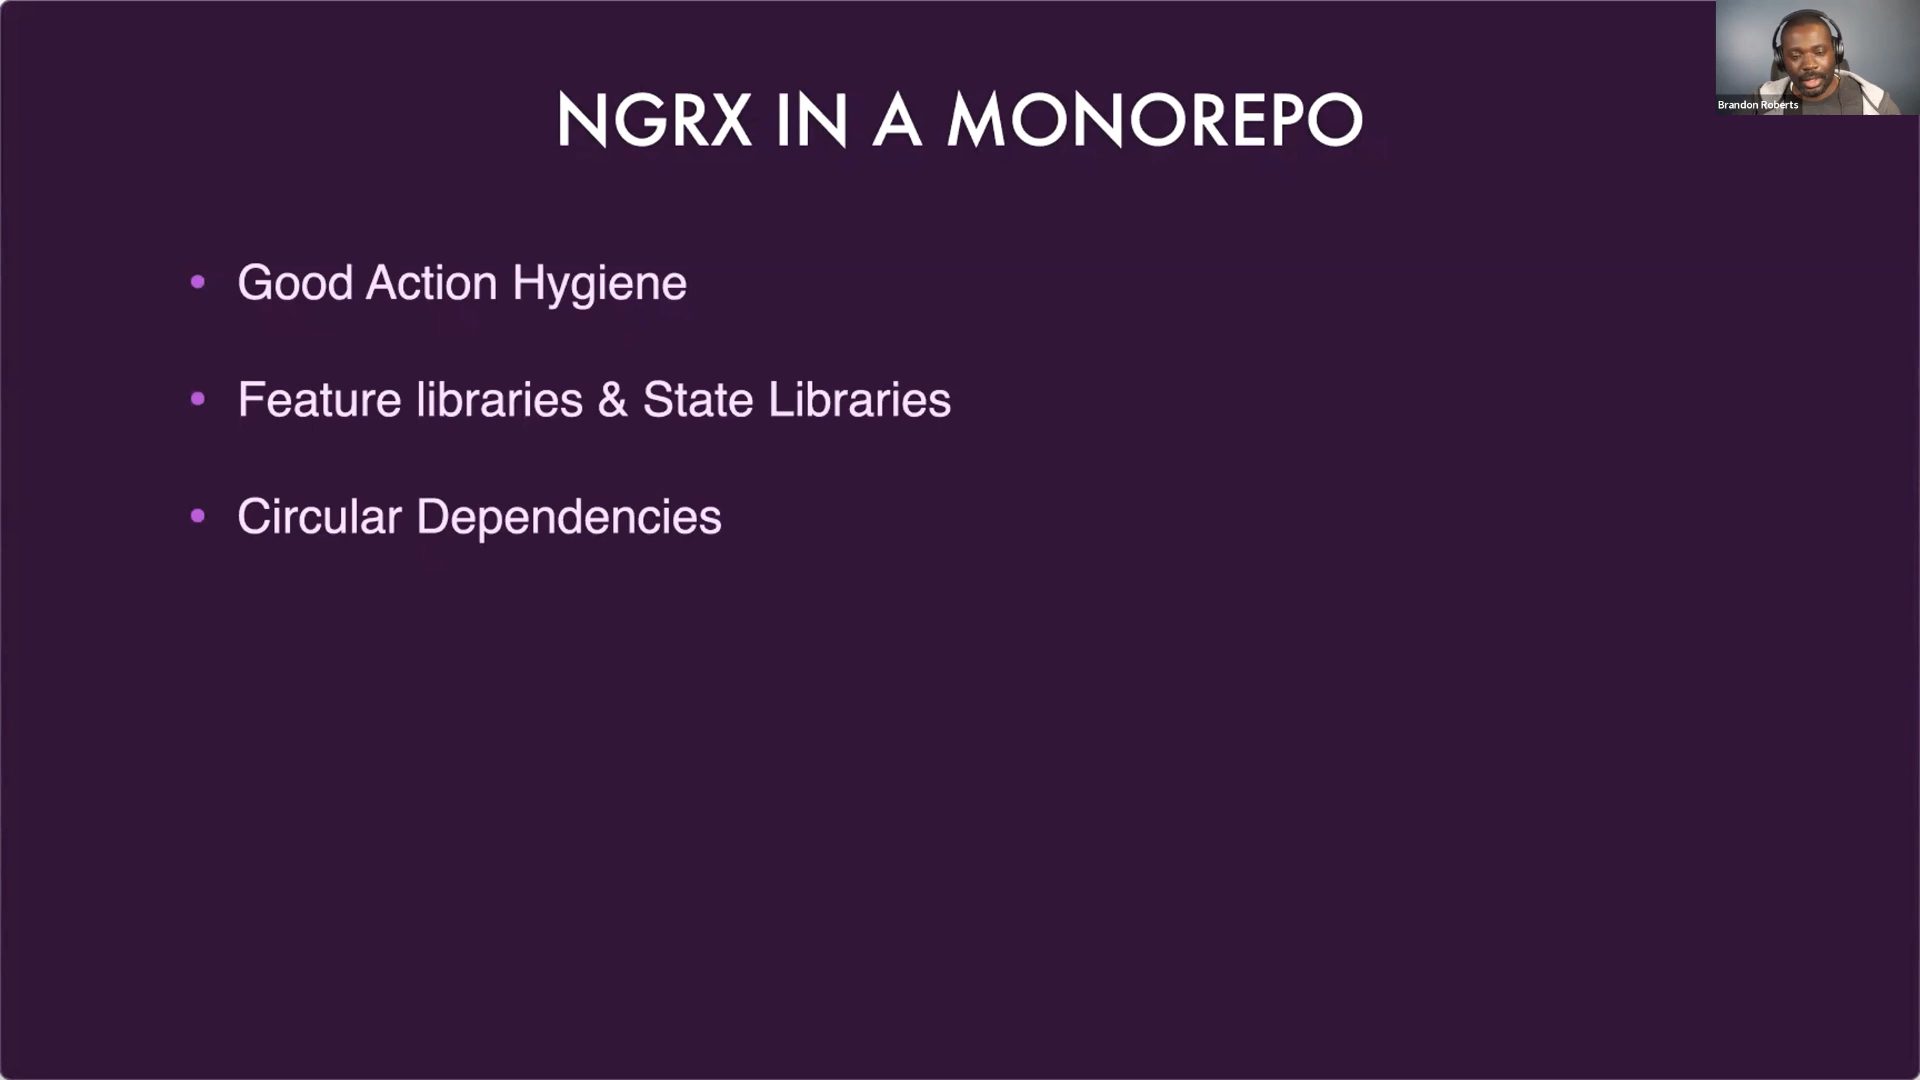 NGRX IN A MONOREPO
Brandon Roberts
• Good Action Hygiene
• Feature libraries & State Libraries
• Circular Dependencies